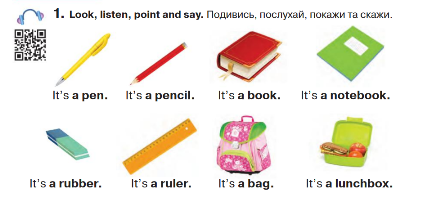 1. Look, listen, point and say. Подивись, послухай, покажи та скажи.
It's a pen. It's a pencil. It's a book. It's a notebook.
It's a rubber. It's a ruler. It's a bag. It's a lunchbox.